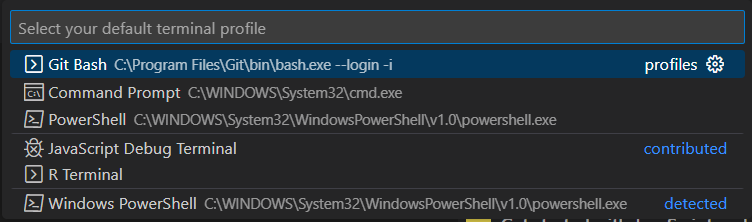 Select your default terminal profile
Git Bash C:\Program Files\Git\bin\bash.exe --login -i profiles
Command Prompt C:\WINDOWS\System32\cmd.exe
PowerShell C:\WINDOWS\System32\WindowsPowerShell\v1.0\powershell.exe
JavaScript Debug Terminal contributed
R Terminal
Windows PowerShell C:\WINDOWS\System32\WindowsPowerShell\v1.0\powershell.exe detected